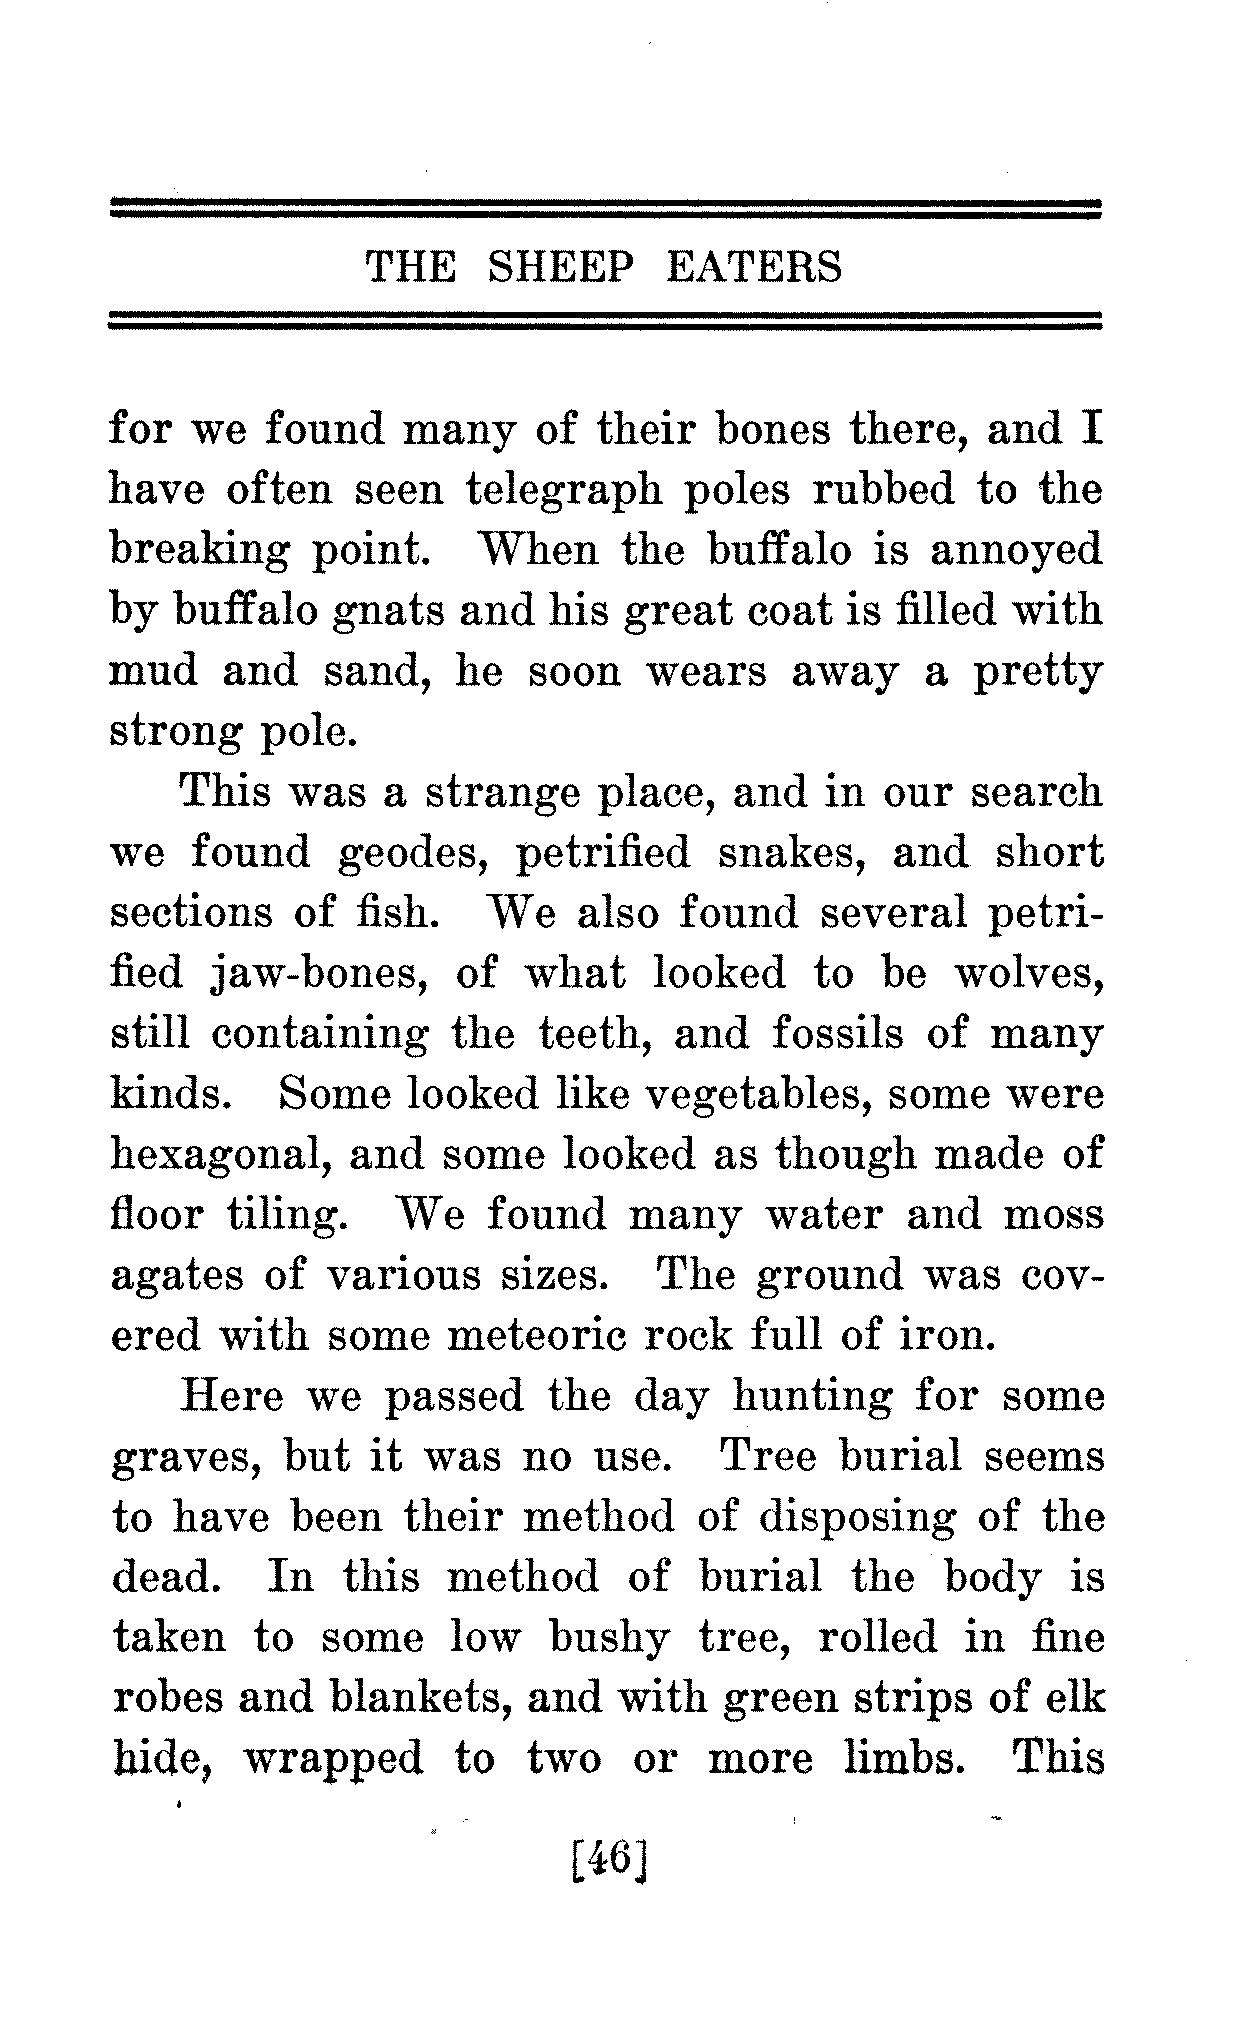 THE SHEEP EATERS
for we found many of their bones there, and I
have often seen telegraph poles rubbed to the
breaking point. When the buffalo is annoyed
by buffalo gnats and his great coat is filled with
mud and sand, he soon wears away a pretty
strong pole.
This was a strange place, and in our search
we found geodes, petrified snakes, and short
sections of fish. We also found several petri-
fied jaw-bones, of what looked to be wolves,
still containing the teeth, and fossils of many
kinds. Some looked like vegetables, some were
hexagonal, and some looked as though made of
floor tiling. We found many water and moss
agates of various sizes. The ground was cov-
ered with some meteoric rock full of iron.
Here we passed the day hunting for some
graves, but it was no use. Tree burial seems
to have been their method of disposing of the
dead. In this method of burial the body is
taken to some low bushy tree, rolled in fine
robes and blankets, and with green strips of elk
hide, wrapped to two or more limbs. This
[46]